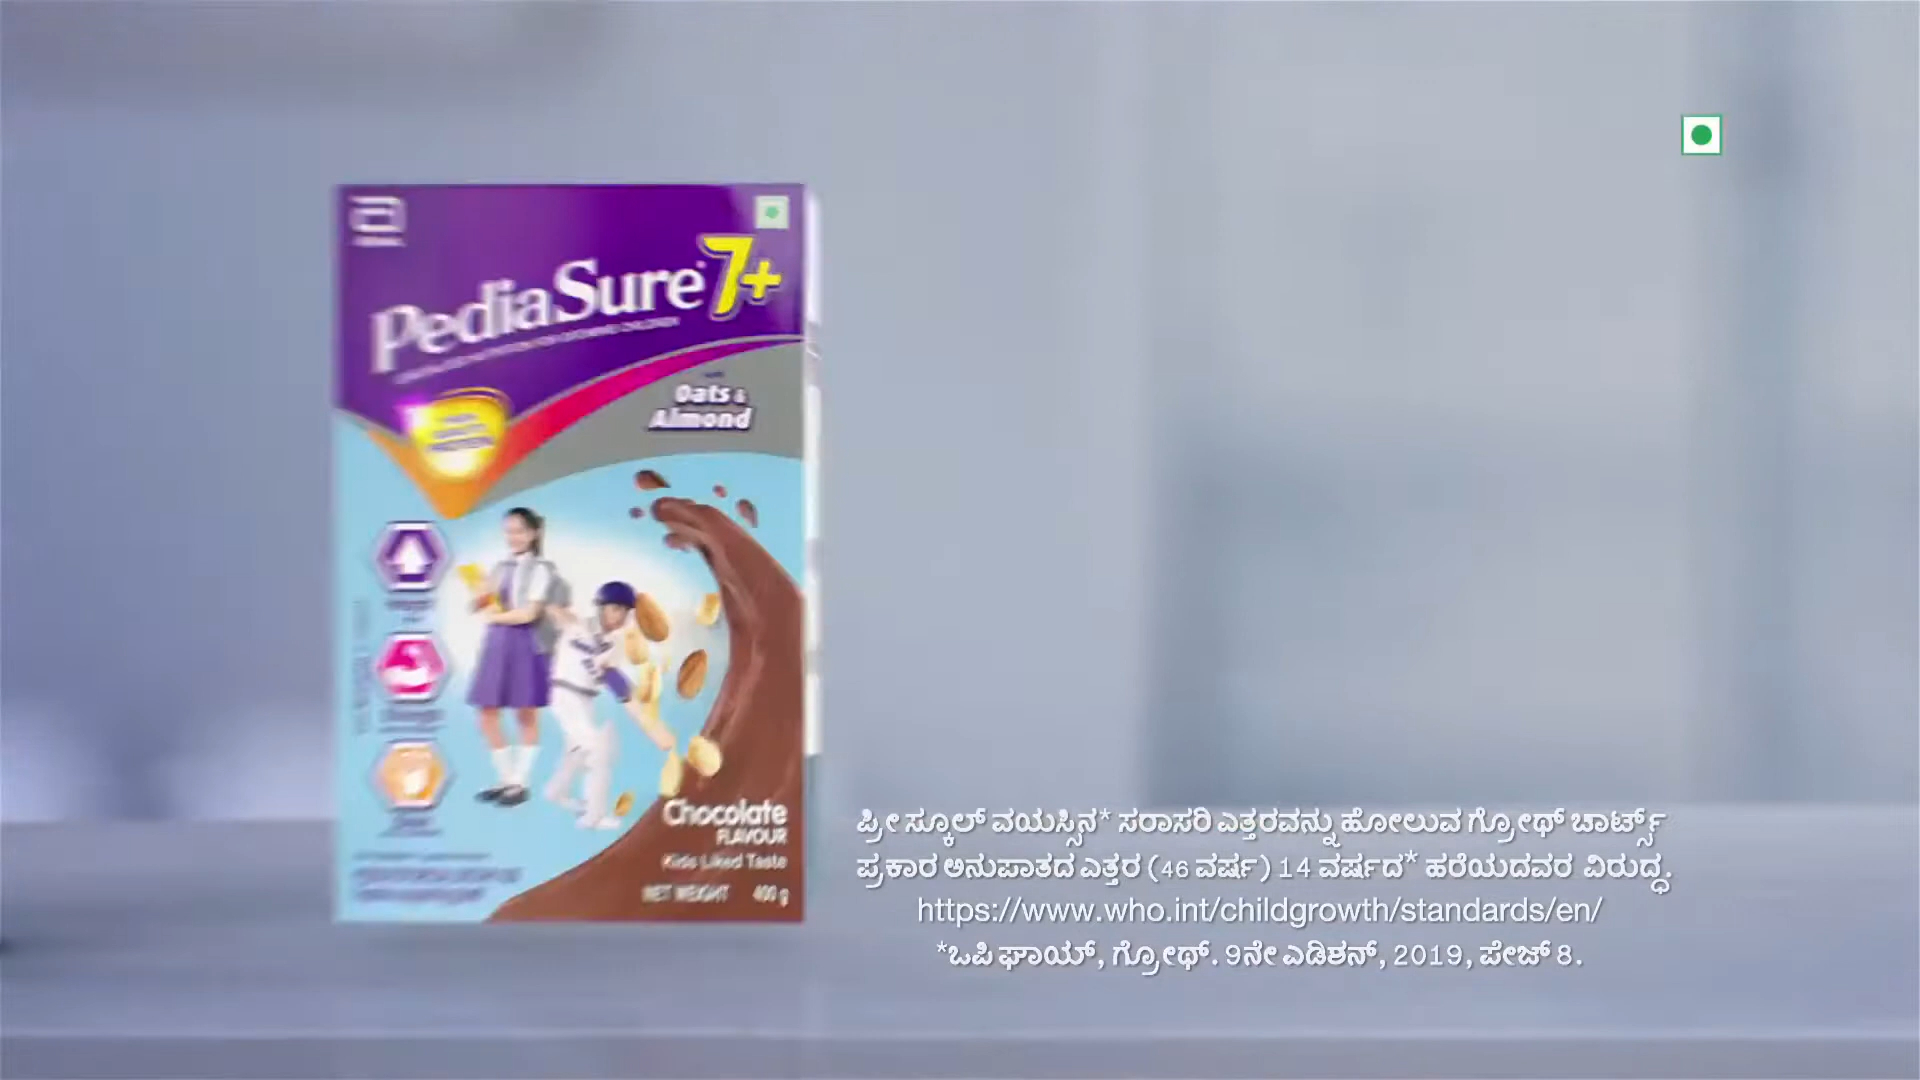 PediaSure 7+
Oats &
Almond
Chocolate
FLAVOUR
Kids Liked Taste
NET WEIGHT 400 g
ಪ್ರೀ ಸ್ಕೂಲ್ ವಯಸ್ಸಿನ* ಸರಾಸರಿ ಎತ್ತರವನ್ನು ಹೋಲುವ ಗ್ರೋಥ್ ಚಾರ್ಟ್ಸ್
ಪ್ರಕಾರ ಅನುಪಾತದ ಎತ್ತರ (46 ವರ್ಷ) 14 ವರ್ಷದ* ಹರೆಯದವರ ವಿರುದ್ಧ.
https://www.who.int/childgrowth/standards/en/
*ಒಪಿ ಘಾಯ್, ಗ್ರೋಥ್. 9ನೇ ಎಡಿಶನ್, 2019, ಪೇಜ್ 8.